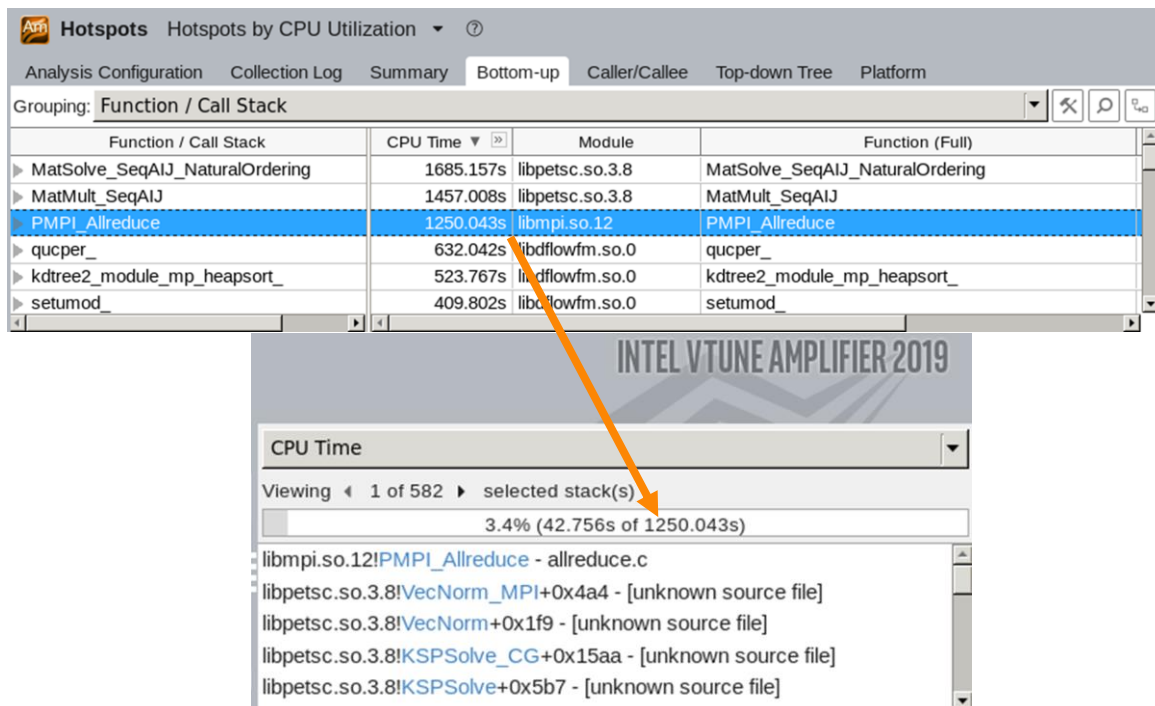 Am Hotspots Hotspots by CPU Utilization ?
Analysis Configuration Collection Log Summary Bottom-up Caller/Callee Top-down Tree Platform
Grouping: Function / Call Stack
Function / Call Stack CPU Time ▼ » Module Function (Full)
MatSolve_SeqAIJ_NaturalOrdering 1685.157s libpetsc.so.3.8 MatSolve_SeqAIJ_NaturalOrdering
MatMult_SeqAIJ 1457.008s libpetsc.so.3.8 MatMult_SeqAIJ
PMPI_Allreduce 1250.043s libmpi.so.12 PMPI_Allreduce
qucper_ 632.042s libdflowfm.so.0 qucper_
kdtree2_module_mp_heapsort_ 523.767s libdflowfm.so.0 kdtree2_module_mp_heapsort_
setumod_ 409.802s libdflowfm.so.0 setumod_
INTEL VTUNE AMPLIFIER 2019
CPU Time
Viewing 1 of 582 selected stack(s)
3.4% (42.756s of 1250.043s)
libmpi.so.12!PMPI_Allreduce - allreduce.c
libpetsc.so.3.8!VecNorm_MPI+0x4a4 - [unknown source file]
libpetsc.so.3.8!VecNorm+0x1f9 - [unknown source file]
libpetsc.so.3.8!KSPSolve_CG+0x15aa - [unknown source file]
libpetsc.so.3.8!KSPSolve+0x5b7 - [unknown source file]